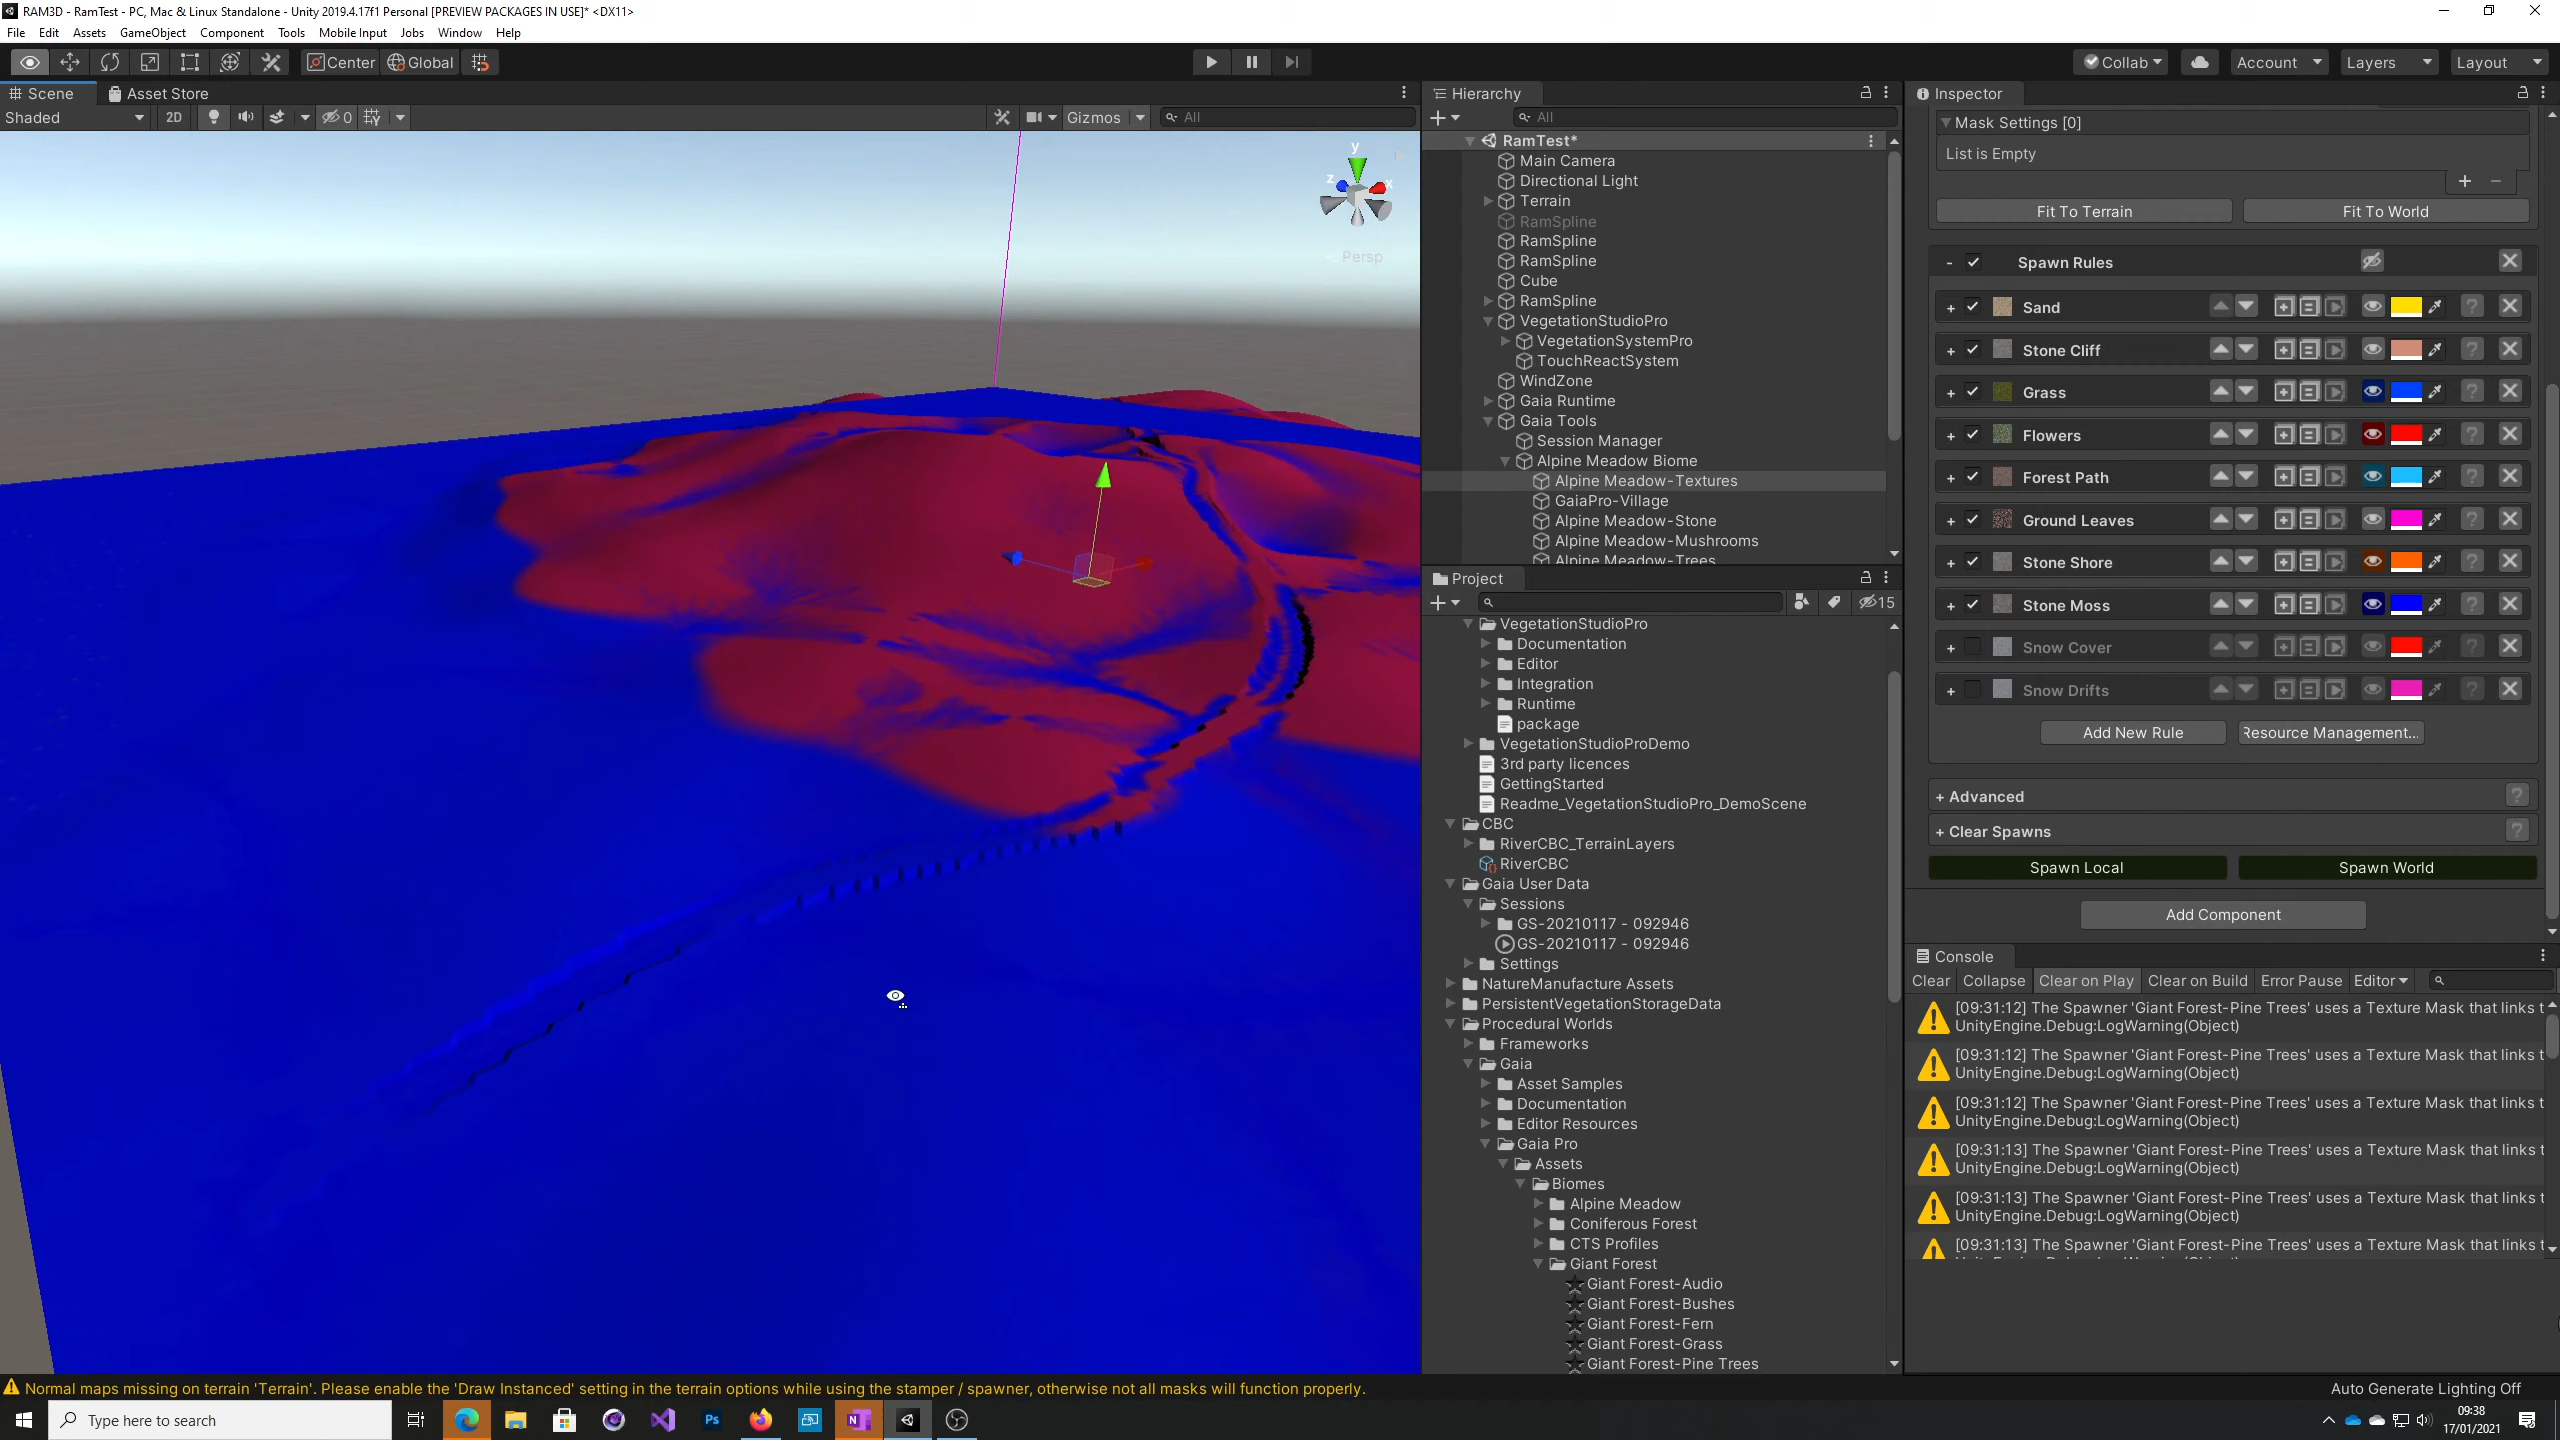 RAM3D - RamTest - PC, Mac & Linux Standalone - Unity 2019.4.17f1 Personal [PREVIEW PACKAGES IN USE]* <DX11>
File Edit Assets GameObject Component Tools Mobile Input Jobs Window Help
Center Global
Collab Account Layers Layout
Scene Asset Store
Shaded 2D 0 Gizmos All
y
z x
Persp
Hierarchy
All
RamTest*
Main Camera
Directional Light
Terrain
RamSpline
RamSpline
RamSpline
Cube
RamSpline
VegetationStudioPro
VegetationSystemPro
TouchReactSystem
WindZone
Gaia Runtime
Gaia Tools
Session Manager
Alpine Meadow Biome
Alpine Meadow-Textures
GaiaPro-Village
Alpine Meadow-Stone
Alpine Meadow-Mushrooms
Alpine Meadow-Trees
Project
15
VegetationStudioPro
Documentation
Editor
Integration
Runtime
package
VegetationStudioProDemo
3rd party licences
GettingStarted
Readme_VegetationStudioPro_DemoScene
CBC
RiverCBC_TerrainLayers
RiverCBC
Gaia User Data
Sessions
GS-20210117 - 092946
GS-20210117 - 092946
Settings
NatureManufacture Assets
PersistentVegetationStorageData
Procedural Worlds
Frameworks
Gaia
Asset Samples
Documentation
Editor Resources
Gaia Pro
Assets
Biomes
Alpine Meadow
Coniferous Forest
CTS Profiles
Giant Forest
Giant Forest-Audio
Giant Forest-Bushes
Giant Forest-Fern
Giant Forest-Grass
Giant Forest-Pine Trees
Inspector
Mask Settings [0]
List is Empty
+ -
Fit To Terrain Fit To World
- Spawn Rules
+ Sand ?
+ Stone Cliff ?
+ Grass ?
+ Flowers ?
+ Forest Path ?
+ Ground Leaves ?
+ Stone Shore ?
+ Stone Moss ?
+ Snow Cover ?
+ Snow Drifts ?
Add New Rule Resource Management...
+ Advanced ?
+ Clear Spawns ?
Spawn Local Spawn World
Add Component
Console
Clear Collapse Clear on Play Clear on Build Error Pause Editor
[09:31:12] The Spawner 'Giant Forest-Pine Trees' uses a Texture Mask that links t
UnityEngine.Debug:LogWarning(Object)
[09:31:12] The Spawner 'Giant Forest-Pine Trees' uses a Texture Mask that links t
UnityEngine.Debug:LogWarning(Object)
[09:31:12] The Spawner 'Giant Forest-Pine Trees' uses a Texture Mask that links t
UnityEngine.Debug:LogWarning(Object)
[09:31:13] The Spawner 'Giant Forest-Pine Trees' uses a Texture Mask that links t
UnityEngine.Debug:LogWarning(Object)
[09:31:13] The Spawner 'Giant Forest-Pine Trees' uses a Texture Mask that links t
UnityEngine.Debug:LogWarning(Object)
[09:31:13] The Spawner 'Giant Forest-Pine Trees' uses a Texture Mask that links t
Normal maps missing on terrain 'Terrain'. Please enable the 'Draw Instanced' setting in the terrain options while using the stamper / spawner, otherwise not all masks will function properly.
Auto Generate Lighting Off
Type here to search
Ps
09:38
17/01/2021